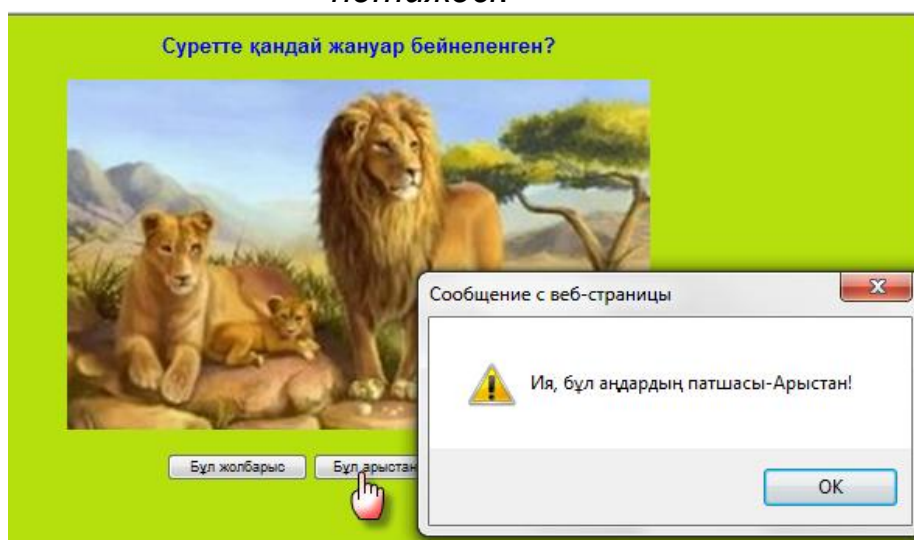 Суретте қандай жануар бейнеленген?
Сообщение с веб-страницы
Ия, бұл аңдардың патшасы-Арыстан!
Бұл жолбарыс
Бұл арыстан
OK